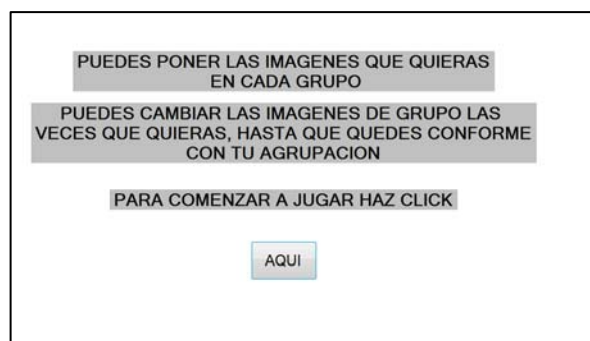 PUEDES PONER LAS IMAGENES QUE QUIERAS
EN CADA GRUPO
PUEDES CAMBIAR LAS IMAGENES DE GRUPO LAS
VECES QUE QUIERAS, HASTA QUE QUEDES CONFORME
CON TU AGRUPACION
PARA COMENZAR A JUGAR HAZ CLICK
AQUI